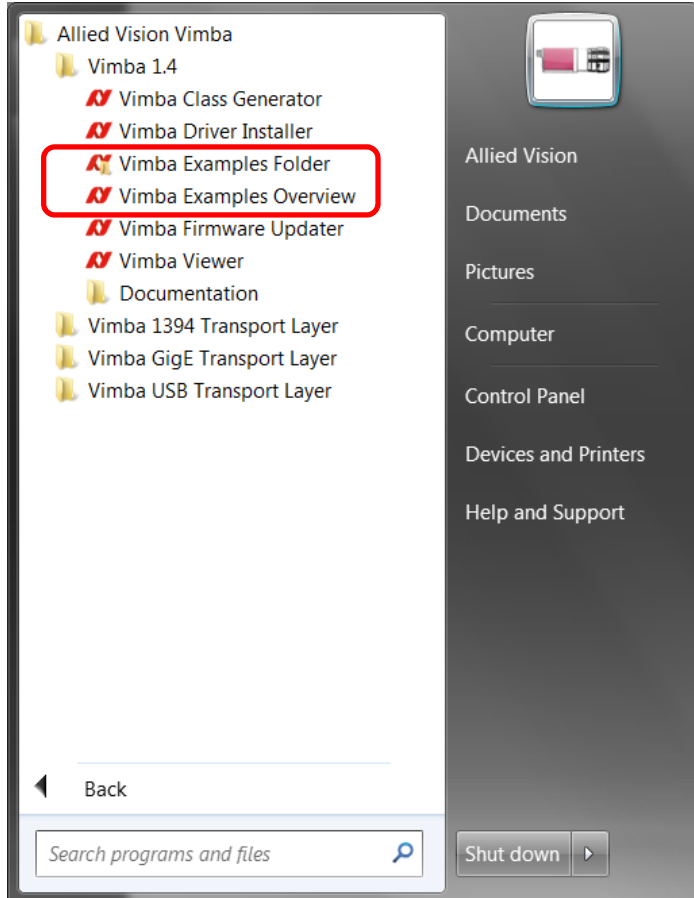 Allied Vision Vimba
Vimba 1.4
Vimba Class Generator
Vimba Driver Installer
Vimba Examples Folder
Vimba Examples Overview
Vimba Firmware Updater
Vimba Viewer
Documentation
Vimba 1394 Transport Layer
Vimba GigE Transport Layer
Vimba USB Transport Layer
Back
Search programs and files
Allied Vision
Documents
Pictures
Computer
Control Panel
Devices and Printers
Help and Support
Shut down